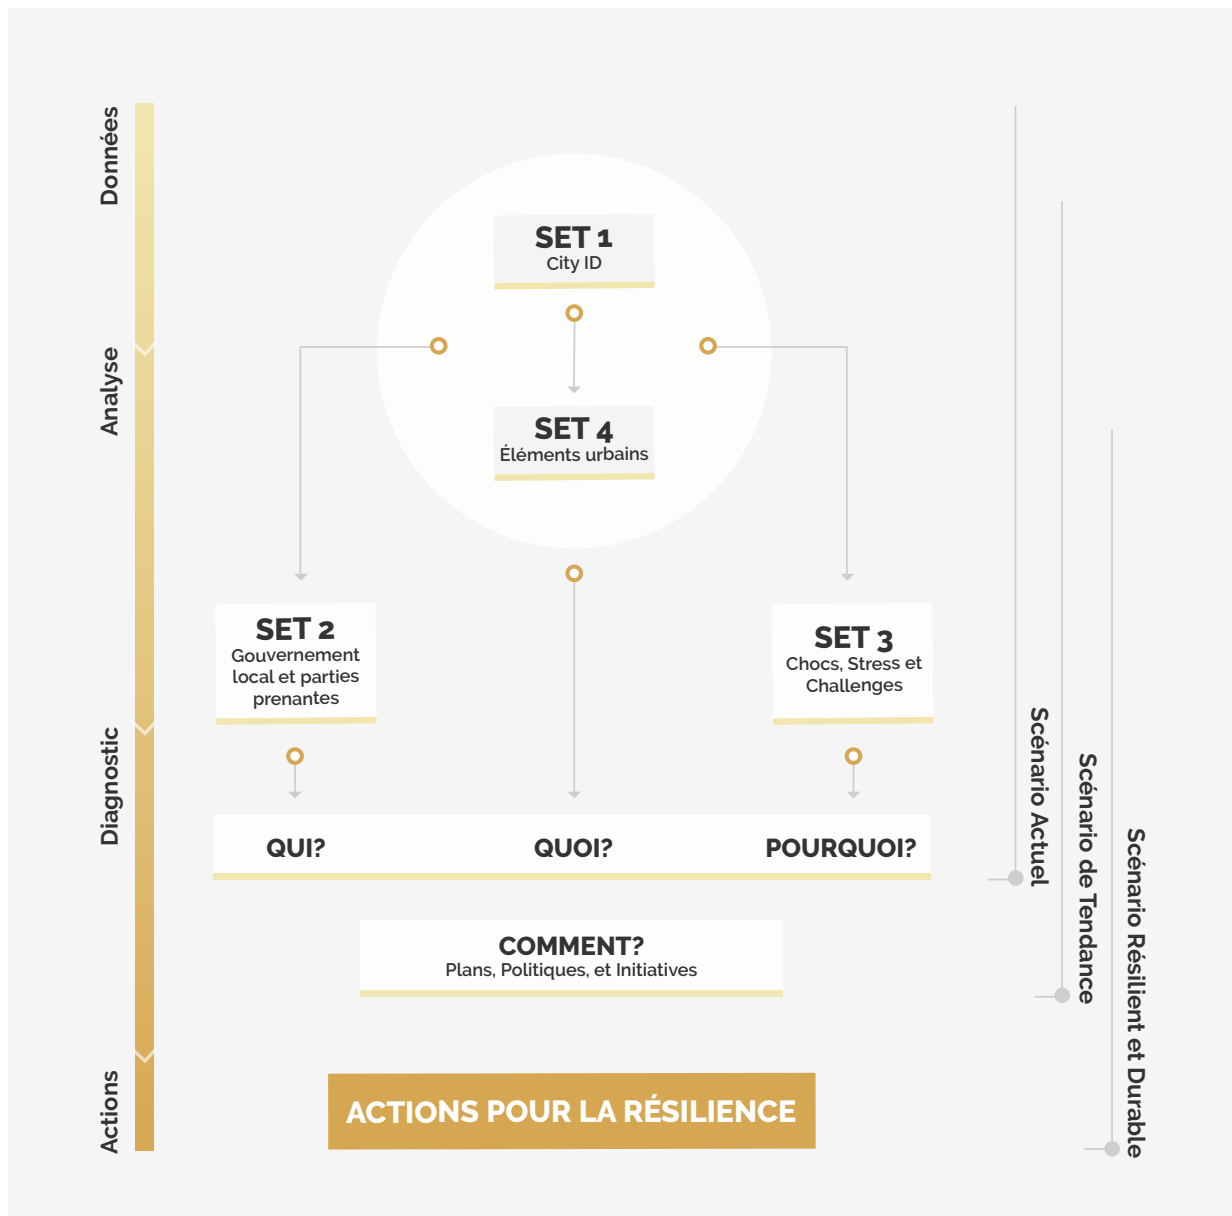 Données
Analyse
Diagnostic
Actions
SET 1
City ID
SET 4
Éléments urbains
SET 2
Gouvernement
local et parties
prenantes
SET 3
Chocs, Stress et
Challenges
QUI?
QUOI?
POURQUOI?
COMMENT?
Plans, Politiques, et Initiatives
ACTIONS POUR LA RÉSILIENCE
Scénario Actuel
Scénario de Tendance
Scénario Résilient et Durable